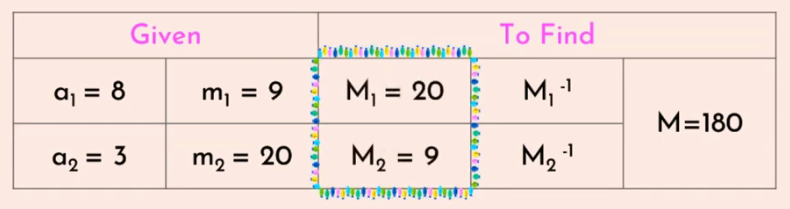 Given To Find
a₁ = 8 m₁ = 9 M₁ = 20 M₁⁻¹
M=180
a₂ = 3 m₂ = 20 M₂ = 9 M₂⁻¹